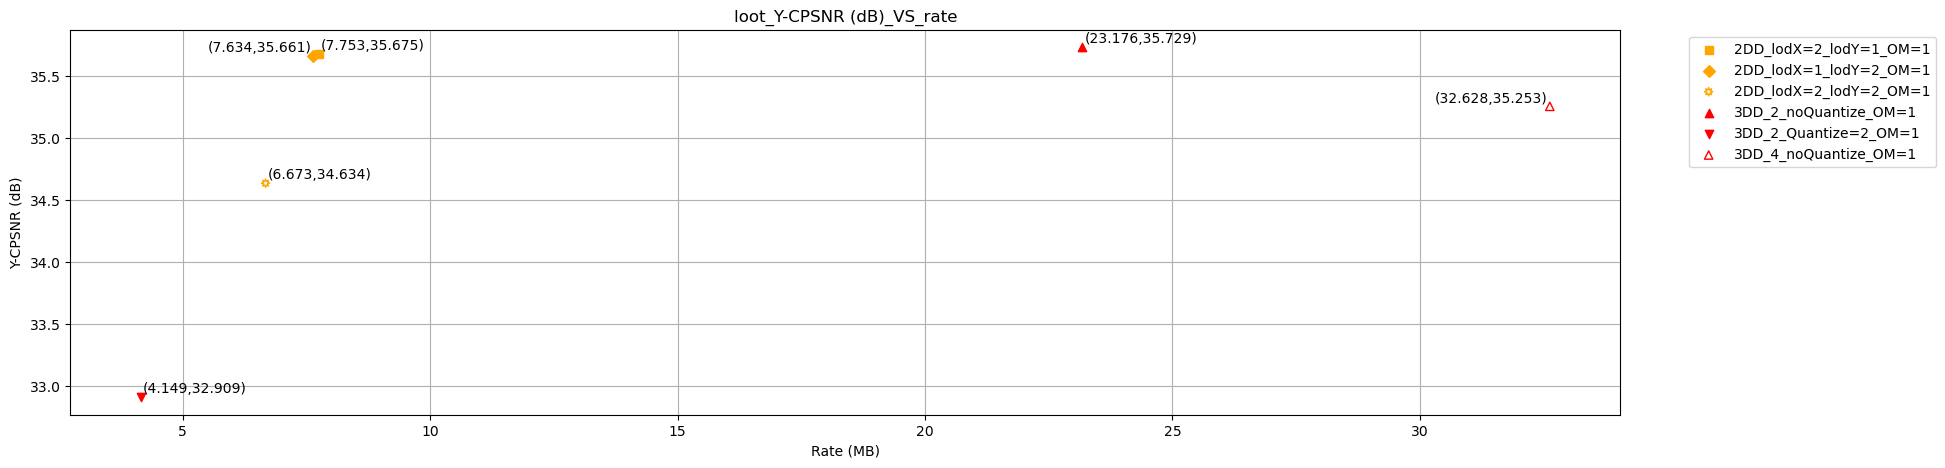 loot_Y-CPSNR (dB)_VS_rate
(7.634,35.661)
(7.753,35.675)
(23.176,35.729)
(32.628,35.253)
(6.673,34.634)
(4.149,32.909)
35.5
35.0
34.5
34.0
33.5
33.0
Y-CPSNR (dB)
5
10
15
20
25
30
Rate (MB)
2DD_lodX=2_lodY=1_OM=1
2DD_lodX=1_lodY=2_OM=1
2DD_lodX=2_lodY=2_OM=1
3DD_2_noQuantize_OM=1
3DD_2_Quantize=2_OM=1
3DD_4_noQuantize_OM=1